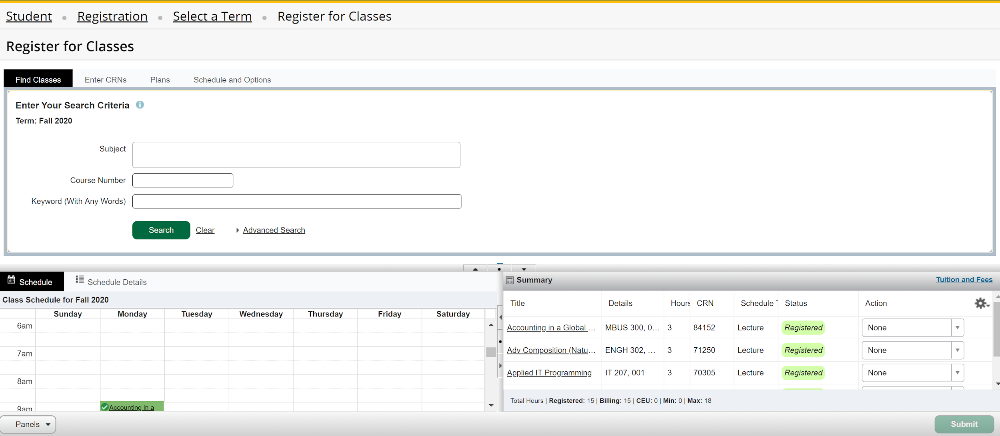 Student • Registration • Select a Term • Register for Classes
Register for Classes
Find Classes Enter CRNs Plans Schedule and Options
Enter Your Search Criteria
Term: Fall 2020
Subject
Course Number
Keyword (With Any Words)
Search Clear Advanced Search
Schedule Schedule Details
Class Schedule for Fall 2020
Sunday Monday Tuesday Wednesday Thursday Friday Saturday
6am
7am
8am
9am
Accounting in a
Summary Tuition and Fees
Title Details Hours CRN Schedule T Status Action
Accounting in a Global ... MBUS 300, 0... 3 84152 Lecture Registered None
Adv Composition (Natu... ENGH 302, ... 3 71250 Lecture Registered None
Applied IT Programming IT 207, 001 3 70305 Lecture Registered None
Total Hours | Registered: 15 | Billing: 15 | CEU: 0 | Min: 0 | Max: 18
Panels Submit